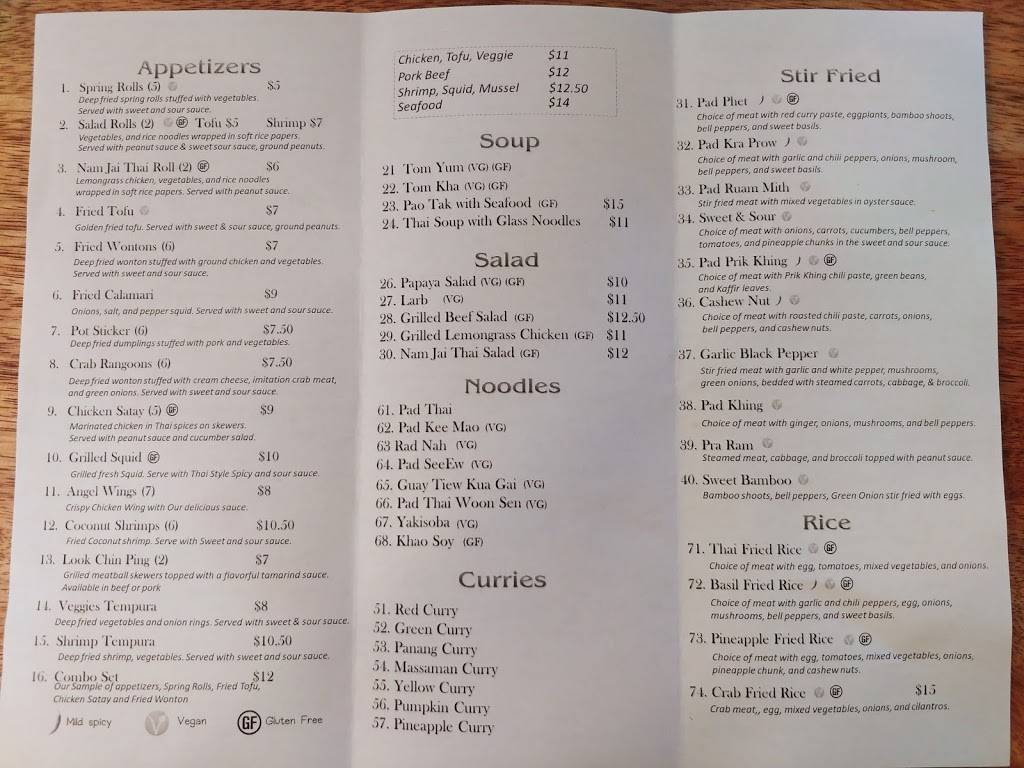 Appetizers
1. Spring Rolls (5) $5
Deep fried spring rolls stuffed with vegetables.
Served with sweet and sour sauce.
2. Salad Rolls (2) GF Tofu $5 Shrimp $7
Vegetables, and rice noodles wrapped in soft rice papers.
Served with peanut sauce & sweet sour sauce, ground peanuts.
3. Nam Jai Thai Roll (2) GF $6
Lemongrass chicken, vegetables, and rice noodles
wrapped in soft rice papers. Served with peanut sauce.
4. Fried Tofu $7
Golden fried tofu. Served with sweet & sour sauce, ground peanuts.
5. Fried Wontons (6) $7
Deep fried wonton stuffed with ground chicken and vegetables.
Served with sweet and sour sauce.
6. Fried Calamari $9
Onions, salt, and pepper squid. Served with sweet and sour sauce.
7. Pot Sticker (6) $7.50
Deep fried dumplings stuffed with pork and vegetables.
8. Crab Rangoons (6) $7.50
Deep fried wonton stuffed with cream cheese, imitation crab meat,
and green onions. Served with sweet and sour sauce.
9. Chicken Satay (5) GF $9
Marinated chicken in Thai spices on skewers.
Served with peanut sauce and cucumber salad.
10. Grilled Squid GF $10
Grilled fresh Squid. Serve with Thai Style Spicy and sour sauce.
11. Angel Wings (7) $8
Crispy Chicken Wing with Our delicious sauce.
12. Coconut Shrimps (6) $10.50
Fried Coconut shrimp. Serve with Sweet and sour sauce.
13. Look Chin Ping (2) $7
Grilled meatball skewers topped with a flavorful tamarind sauce.
Available in beef or pork
14. Veggies Tempura $8
Deep fried vegetables and onion rings. Served with sweet & sour sauce.
15. Shrimp Tempura $10.50
Deep fried shrimp, vegetables. Served with sweet and sour sauce.
16. Combo Set $12
Our Sample of appetizers, Spring Rolls, Fried Tofu,
Chicken Satay and Fried Wonton
Mild spicy V Vegan GF Gluten Free
Chicken, Tofu, Veggie $11
Pork Beef $12
Shrimp, Squid, Mussel $12.50
Seafood $14
Soup
21 Tom Yum (VG) (GF)
22. Tom Kha (VG) (GF)
23. Pao Tak with Seafood (GF) $15
24. Thai Soup with Glass Noodles $11
Salad
26. Papaya Salad (VG) (GF) $10
27. Larb (VG) $11
28. Grilled Beef Salad (GF) $12.50
29. Grilled Lemongrass Chicken (GF) $11
30. Nam Jai Thai Salad (GF) $12
Noodles
61. Pad Thai
62. Pad Kee Mao (VG)
63 Rad Nah (VG)
64. Pad SeeEw (VG)
65. Guay Tiew Kua Gai (VG)
66. Pad Thai Woon Sen (VG)
67. Yakisoba (VG)
68. Khao Soy (GF)
Curries
51. Red Curry
52. Green Curry
53. Panang Curry
54. Massaman Curry
55. Yellow Curry
56. Pumpkin Curry
57. Pineapple Curry
Stir Fried
31. Pad Phet GF
Choice of meat with red curry paste, eggplants, bamboo shoots,
bell peppers, and sweet basils.
32. Pad Kra Prow
Choice of meat with garlic and chili peppers, onions, mushroom,
bell peppers, and sweet basils.
33. Pad Ruam Mith
Stir fried meat with mixed vegetables in oyster sauce.
34. Sweet & Sour
Choice of meat with onions, carrots, cucumbers, bell peppers,
tomatoes, and pineapple chunks in the sweet and sour sauce.
35. Pad Prik Khing GF
Choice of meat with Prik Khing chili paste, green beans,
and Kaffir leaves.
36. Cashew Nut
Choice of meat with roasted chili paste, carrots, onions,
bell peppers, and cashew nuts.
37. Garlic Black Pepper
Stir fried meat with garlic and white pepper, mushrooms,
green onions, bedded with steamed carrots, cabbage, & broccoli.
38. Pad Khing
Choice of meat with ginger, onions, mushrooms, and bell peppers.
39. Pra Ram
Steamed meat, cabbage, and broccoli topped with peanut sauce.
40. Sweet Bamboo
Bamboo shoots, bell peppers, Green Onion stir fried with eggs.
Rice
71. Thai Fried Rice GF
Choice of meat with egg, tomatoes, mixed vegetables, and onions.
72. Basil Fried Rice GF
Choice of meat with garlic and chili peppers, egg, onions,
mushrooms, bell peppers, and sweet basils.
73. Pineapple Fried Rice GF
Choice of meat with egg, tomatoes, mixed vegetables, onions,
pineapple chunk, and cashew nuts.
74. Crab Fried Rice GF $15
Crab meat,, egg, mixed vegetables, onions, and cilantros.